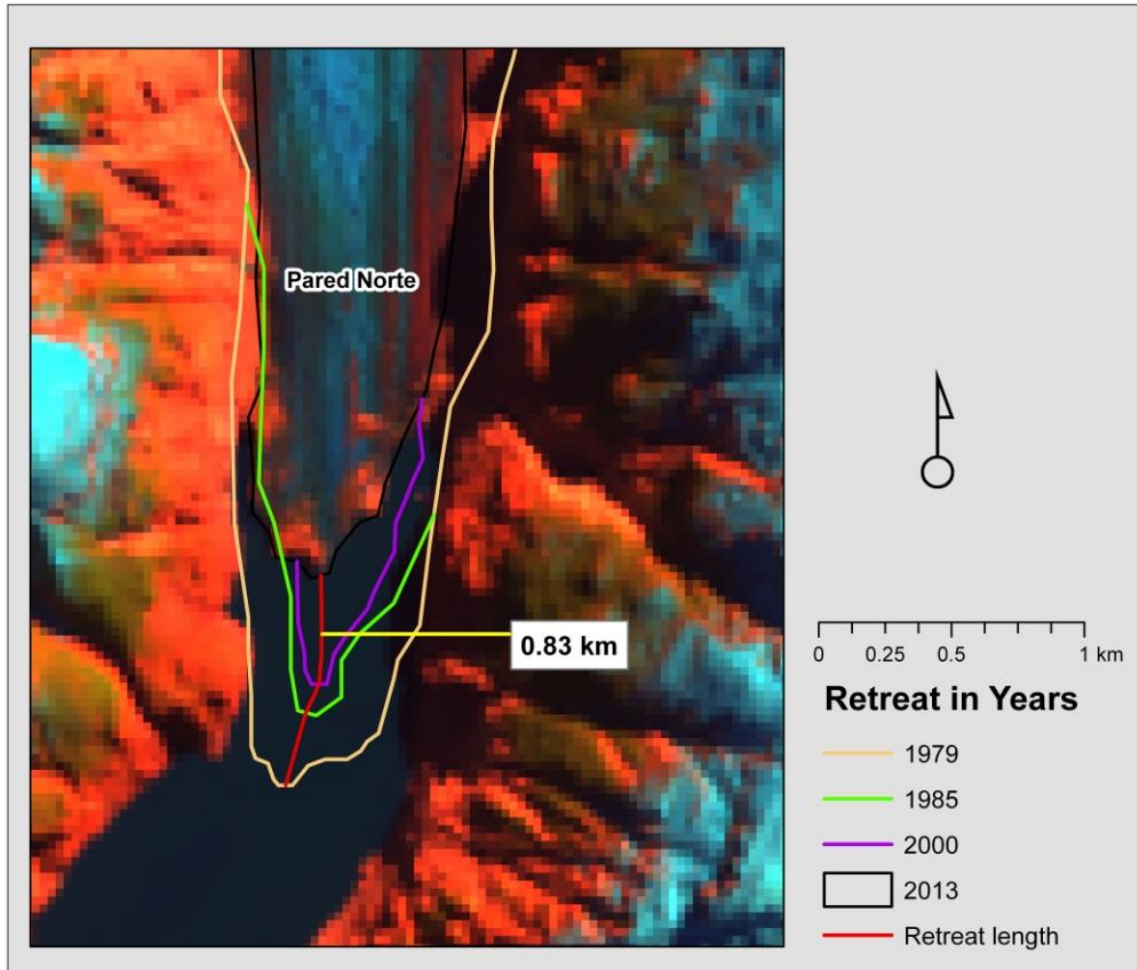 Pared Norte
0.83 km
0 0.25 0.5 1 km
Retreat in Years
1979
1985
2000
2013
Retreat length